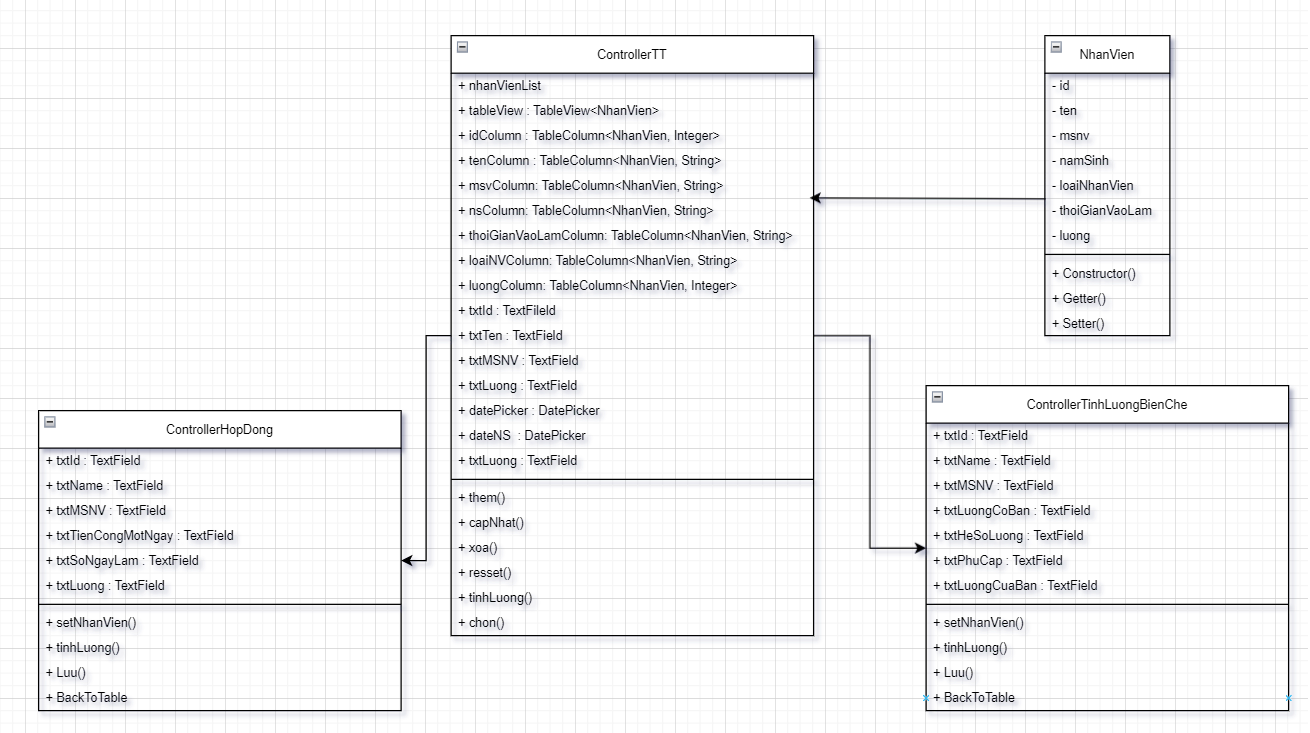 ControllerTT
+ nhanVienList
+ tableView : TableView<NhanVien>
+ idColumn : TableColumn<NhanVien, Integer>
+ tenColumn : TableColumn<NhanVien, String>
+ msvColumn: TableColumn<NhanVien, String>
+ nsColumn: TableColumn<NhanVien, String>
+ thoiGianVaoLamColumn: TableColumn<NhanVien, String>
+ loaiNVColumn: TableColumn<NhanVien, String>
+ luongColumn: TableColumn<NhanVien, Integer>
+ txtId : TextFileld
+ txtTen : TextField
+ txtMSNV : TextField
+ txtLuong : TextField
+ datePicker : DatePicker
+ dateNS : DatePicker
+ txtLuong : TextField
+ them()
+ capNhat()
+ xoa()
+ resset()
+ tinhLuong()
+ chon()
NhanVien
- id
- ten
- msnv
- namSinh
- loaiNhanVien
- thoiGianVaoLam
- luong
+ Constructor()
+ Getter()
+ Setter()
ControllerHopDong
+ txtId : TextField
+ txtName : TextField
+ txtMSNV : TextField
+ txtTienCongMotNgay : TextField
+ txtSoNgayLam : TextField
+ txtLuong : TextField
+ setNhanVien()
+ tinhLuong()
+ Luu()
+ BackToTable
ControllerTinhLuongBienChe
+ txtId : TextField
+ txtName : TextField
+ txtMSNV : TextField
+ txtLuongCoBan : TextField
+ txtHeSoLuong : TextField
+ txtPhuCap : TextField
+ txtLuongCuaBan : TextField
+ setNhanVien()
+ tinhLuong()
+ Luu()
+ BackToTable